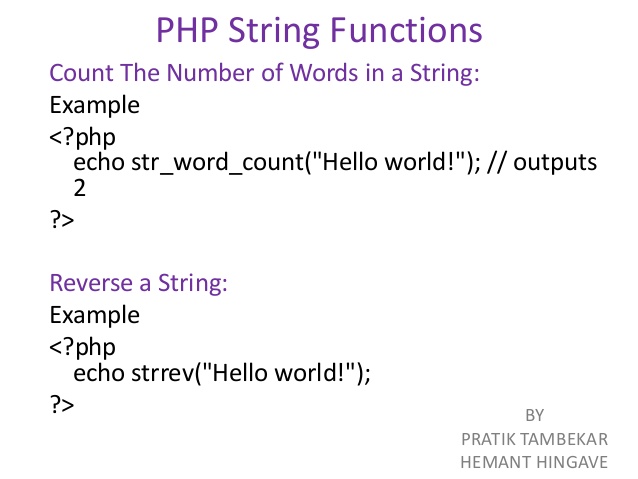 PHP String Functions
Count The Number of Words in a String:
Example
<?php
echo str_word_count("Hello world!"); // outputs
2
?>
Reverse a String:
Example
<?php
echo strrev("Hello world!");
?>
BY
PRATIK TAMBEKAR
HEMANT HINGAVE